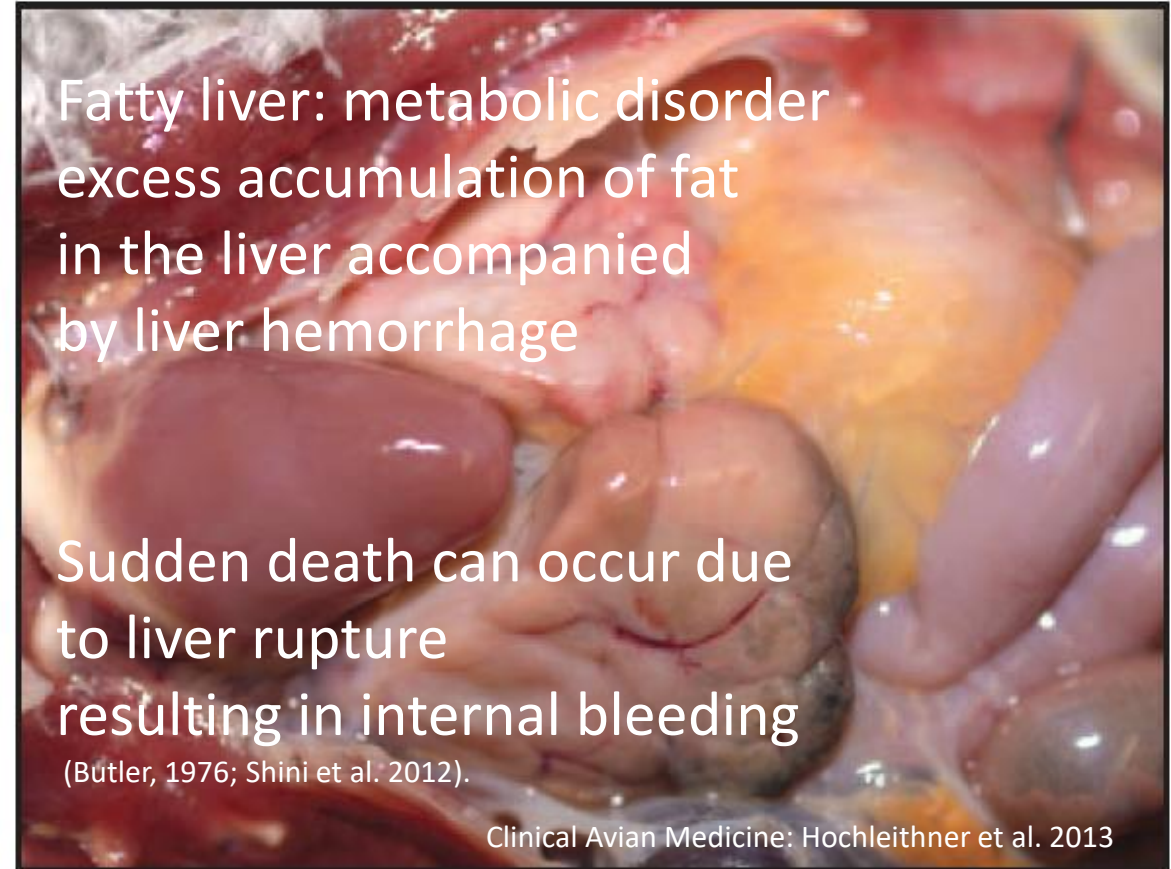 Fatty liver: metabolic disorder
excess accumulation of fat
in the liver accompanied
by liver hemorrhage
Sudden death can occur due
to liver rupture
resulting in internal bleeding
(Butler, 1976; Shini et al. 2012).
Clinical Avian Medicine: Hochleithner et al. 2013